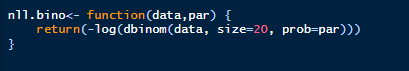 nll.bino<- function(data,par) {
    return(-log(dbinom(data, size=20, prob=par)))
}